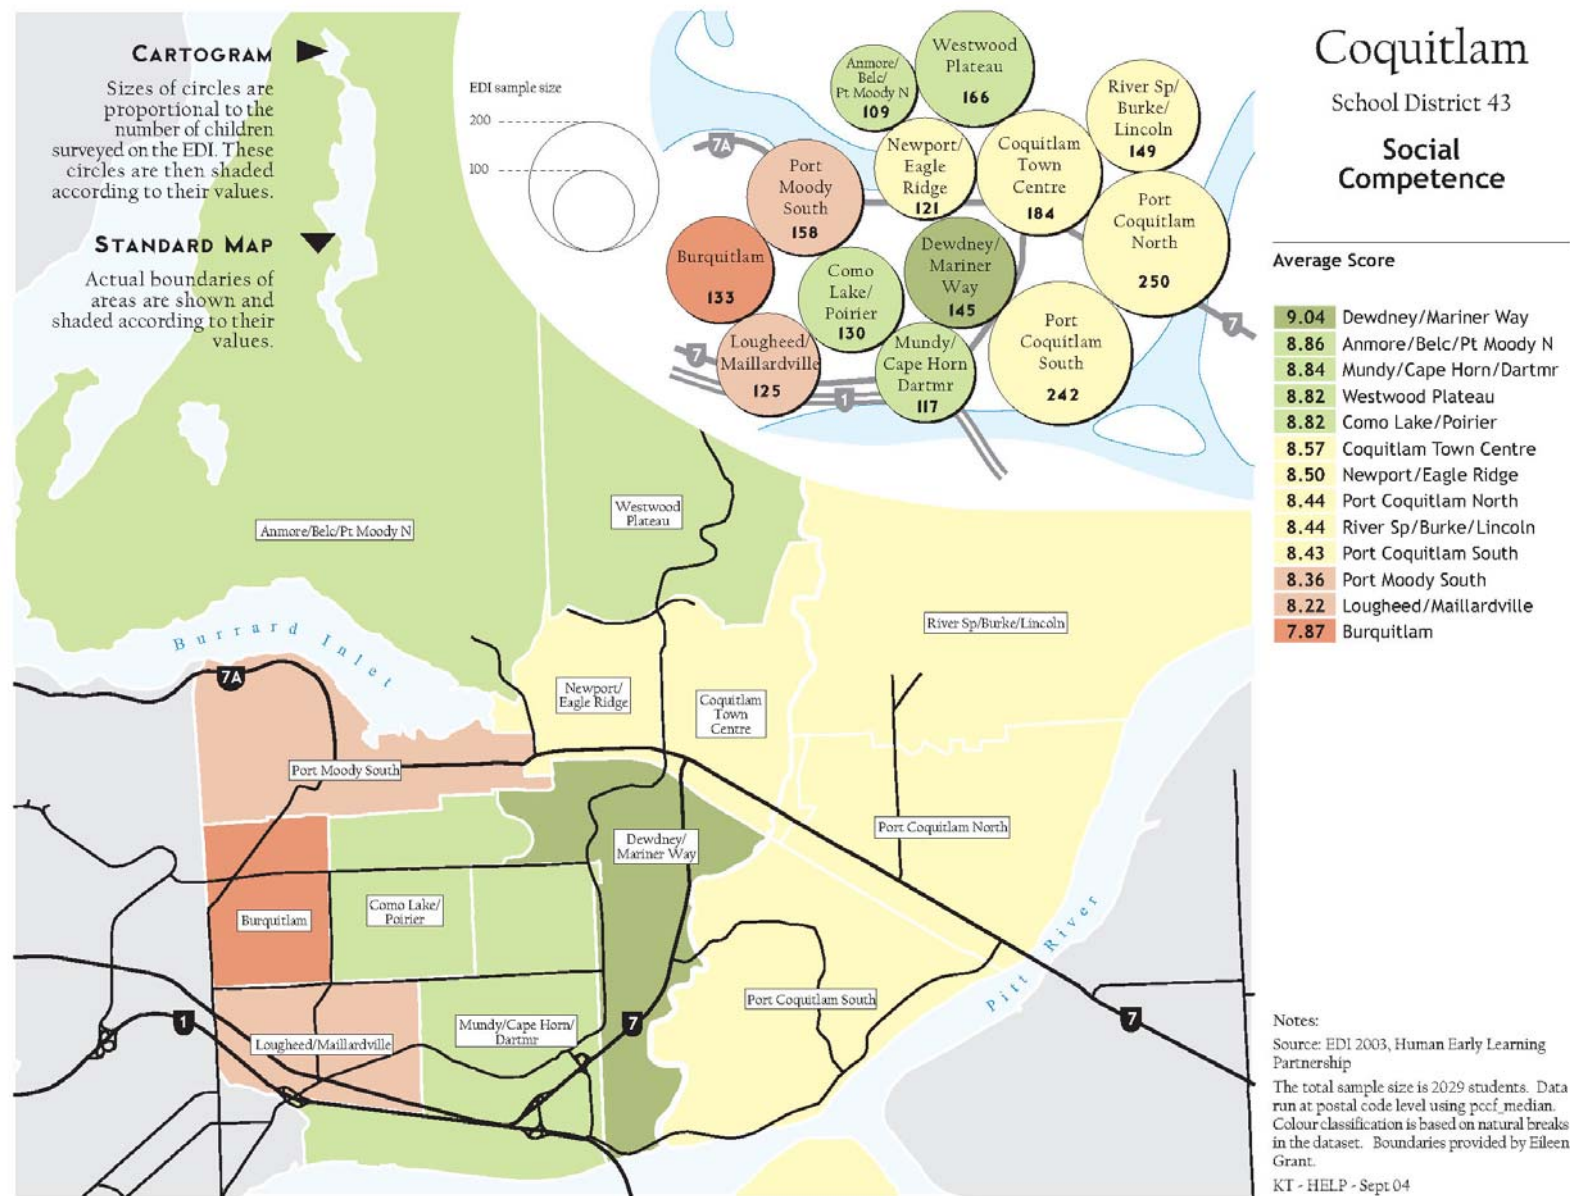 CARTOGRAM
Sizes of circles are
proportional to the
number of children
surveyed on the EDI. These
circles are then shaded
according to their values.
STANDARD MAP
Actual boundaries of
areas are shown and
shaded according to their
values.
EDI sample size
200
100
Anmore/
Belc/
Pt Moody N
109
Westwood
Plateau
166
River Sp/
Burke/
Lincoln
149
7A
Port
Moody
South
158
Newport/
Eagle
Ridge
121
Coquitlam
Town
Centre
184
Port
Coquitlam
North
250
Burquitlam
133
Como
Lake/
Poirier
130
Dewdney/
Mariner
Way
145
Port
Coquitlam
South
242
7
7
Lougheed/
Maillardville
125
Mundy/
Cape Horn
Dartmr
117
1
Coquitlam
School District 43
Social
Competence
Average Score
9.04 Dewdney/Mariner Way
8.86 Anmore/Belc/Pt Moody N
8.84 Mundy/Cape Horn/Dartmr
8.82 Westwood Plateau
8.82 Como Lake/Poirier
8.57 Coquitlam Town Centre
8.50 Newport/Eagle Ridge
8.44 Port Coquitlam North
8.44 River Sp/Burke/Lincoln
8.43 Port Coquitlam South
8.36 Port Moody South
8.22 Lougheed/Maillardville
7.87 Burquitlam
Anmore/Belc/Pt Moody N
Westwood
Plateau
River Sp/Burke/Lincoln
Burrard Inlet
7A
Newport/
Eagle Ridge
Coquitlam
Town
Centre
Port Moody South
Dewdney/
Mariner Way
Port Coquitlam North
Burquitlam
Como Lake/
Poirier
Pitt River
Port Coquitlam South
1
Lougheed/Maillardville
Mundy/Cape Horn/
Dartmr
7
7
Notes:
Source: EDI 2003, Human Early Learning
Partnership
The total sample size is 2029 students. Data
run at postal code level using pccf_median.
Colour classification is based on natural breaks
in the dataset. Boundaries provided by Eileen
Grant.
KT - HELP - Sept 04